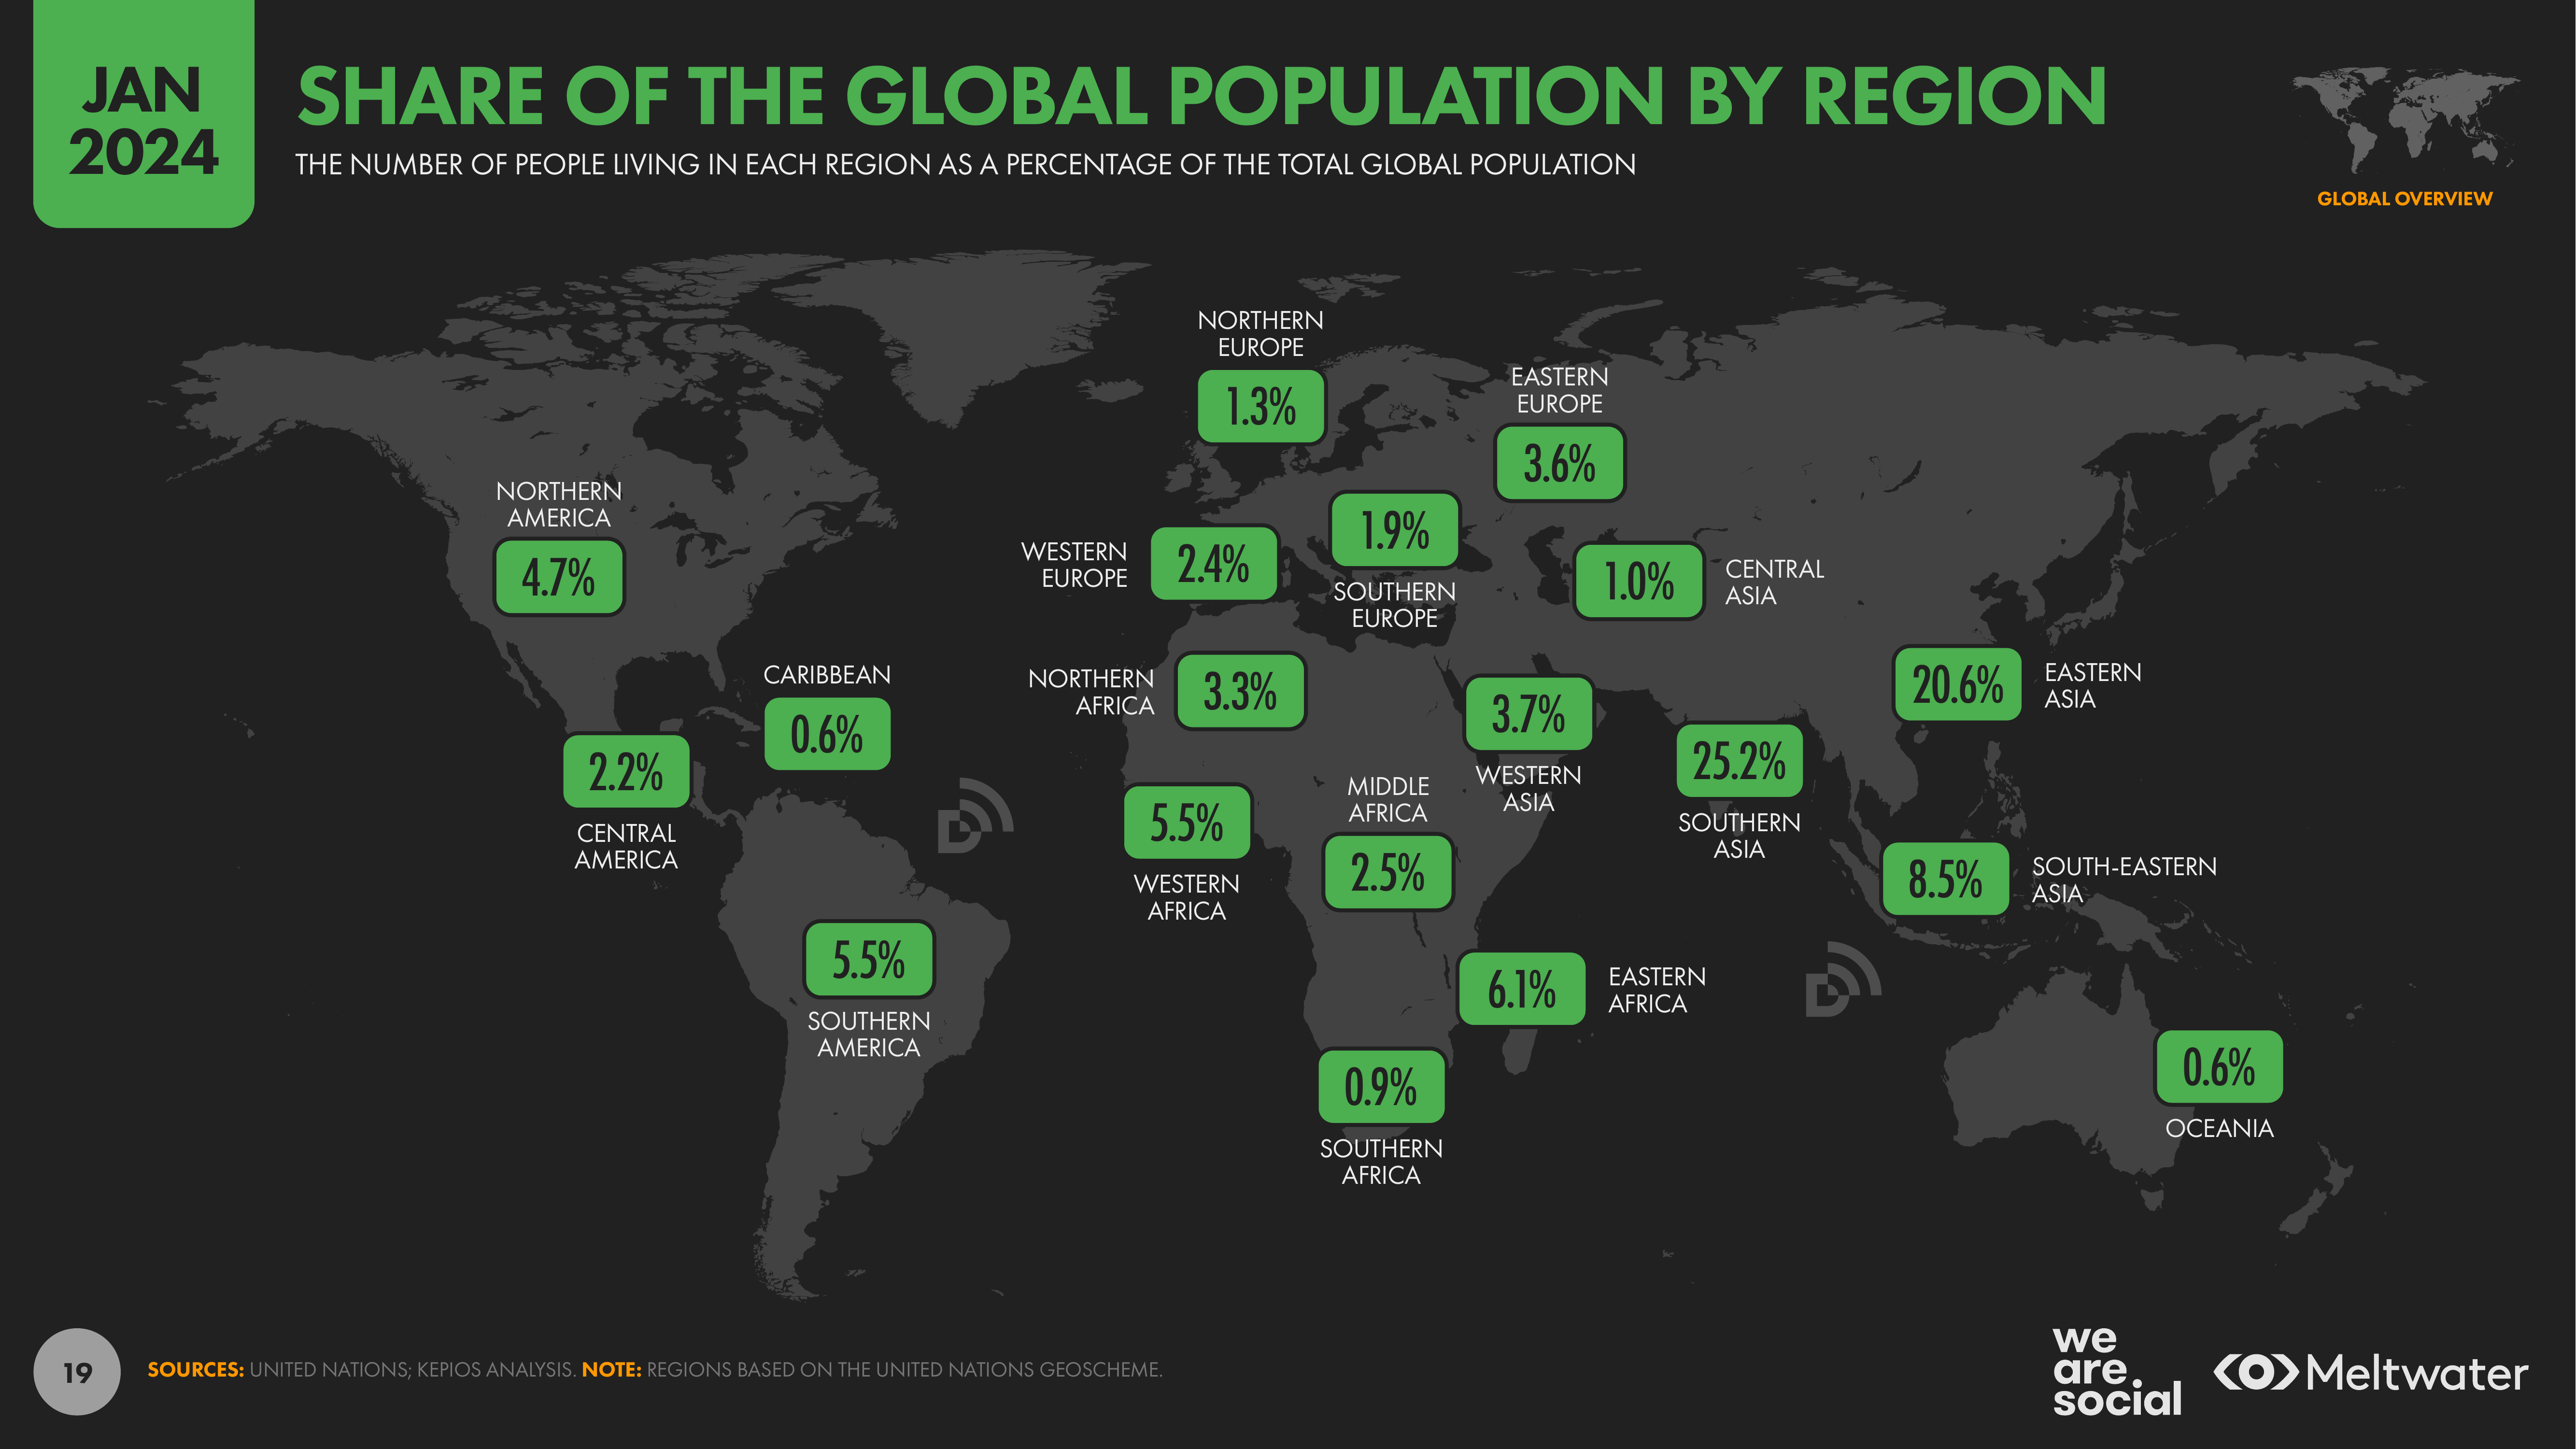 JAN
2024
SHARE OF THE GLOBAL POPULATION BY REGION
THE NUMBER OF PEOPLE LIVING IN EACH REGION AS A PERCENTAGE OF THE TOTAL GLOBAL POPULATION
GLOBAL OVERVIEW
NORTHERN
EUROPE
1.3%
EASTERN
EUROPE
3.6%
NORTHERN
AMERICA
4.7%
WESTERN
EUROPE
2.4%
1.9%
SOUTHERN
EUROPE
1.0%
CENTRAL
ASIA
CARIBBEAN
0.6%
NORTHERN
AFRICA
3.3%
3.7%
WESTERN
ASIA
20.6%
EASTERN
ASIA
2.2%
CENTRAL
AMERICA
25.2%
SOUTHERN
ASIA
5.5%
WESTERN
AFRICA
MIDDLE
AFRICA
2.5%
8.5%
SOUTH-EASTERN
ASIA
5.5%
SOUTHERN
AMERICA
6.1%
EASTERN
AFRICA
0.9%
SOUTHERN
AFRICA
0.6%
OCEANIA
19
SOURCES: UNITED NATIONS; KEPIOS ANALYSIS. NOTE: REGIONS BASED ON THE UNITED NATIONS GEOSCHEME.
we
are
social
Meltwater